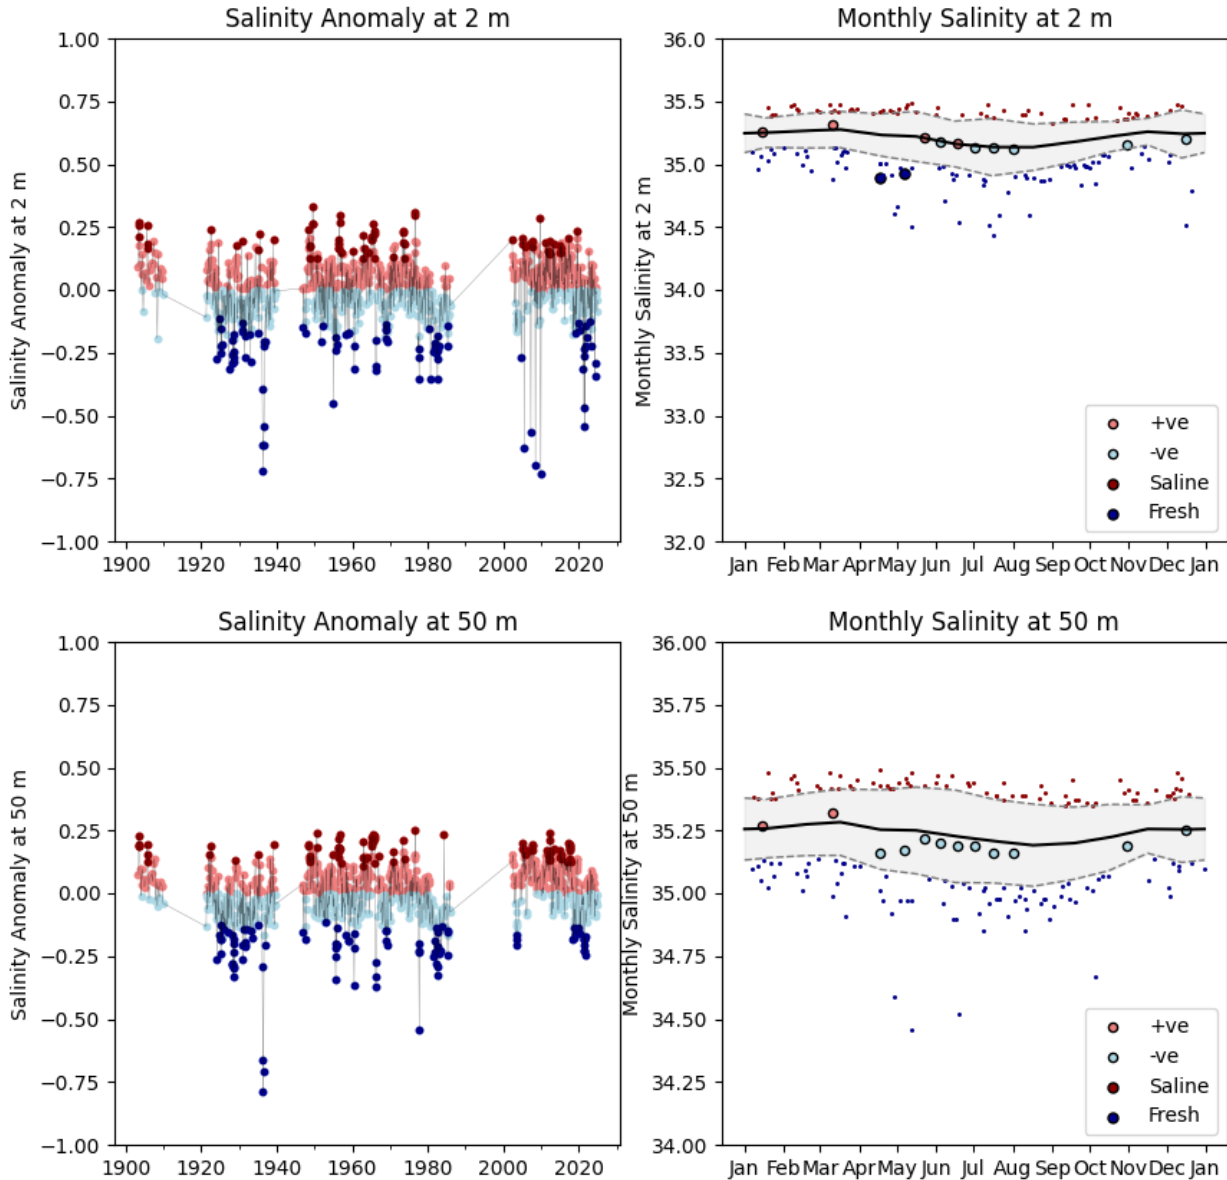 Salinity Anomaly at 2 m
Salinity Anomaly at 2 m
1.00
0.75
0.50
0.25
0.00
−0.25
−0.50
−0.75
−1.00
1900 1920 1940 1960 1980 2000 2020
Monthly Salinity at 2 m
Monthly Salinity at 2 m
36.0
35.5
35.0
34.5
34.0
33.5
33.0
32.5
32.0
+ve
-ve
Saline
Fresh
Jan Feb Mar Apr May Jun Jul Aug Sep Oct Nov Dec Jan
Salinity Anomaly at 50 m
Salinity Anomaly at 50 m
1.00
0.75
0.50
0.25
0.00
−0.25
−0.50
−0.75
−1.00
1900 1920 1940 1960 1980 2000 2020
Monthly Salinity at 50 m
Monthly Salinity at 50 m
36.00
35.75
35.50
35.25
35.00
34.75
34.50
34.25
34.00
+ve
-ve
Saline
Fresh
Jan Feb Mar Apr May Jun Jul Aug Sep Oct Nov Dec Jan